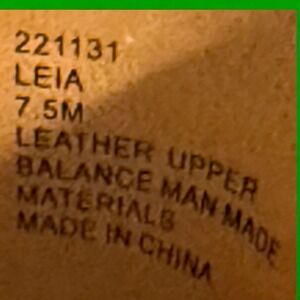 221131
LEIA
7.5M
LEATHER UPPER
BALANCE MAN MADE
MATERIALS
MADE IN CHINA